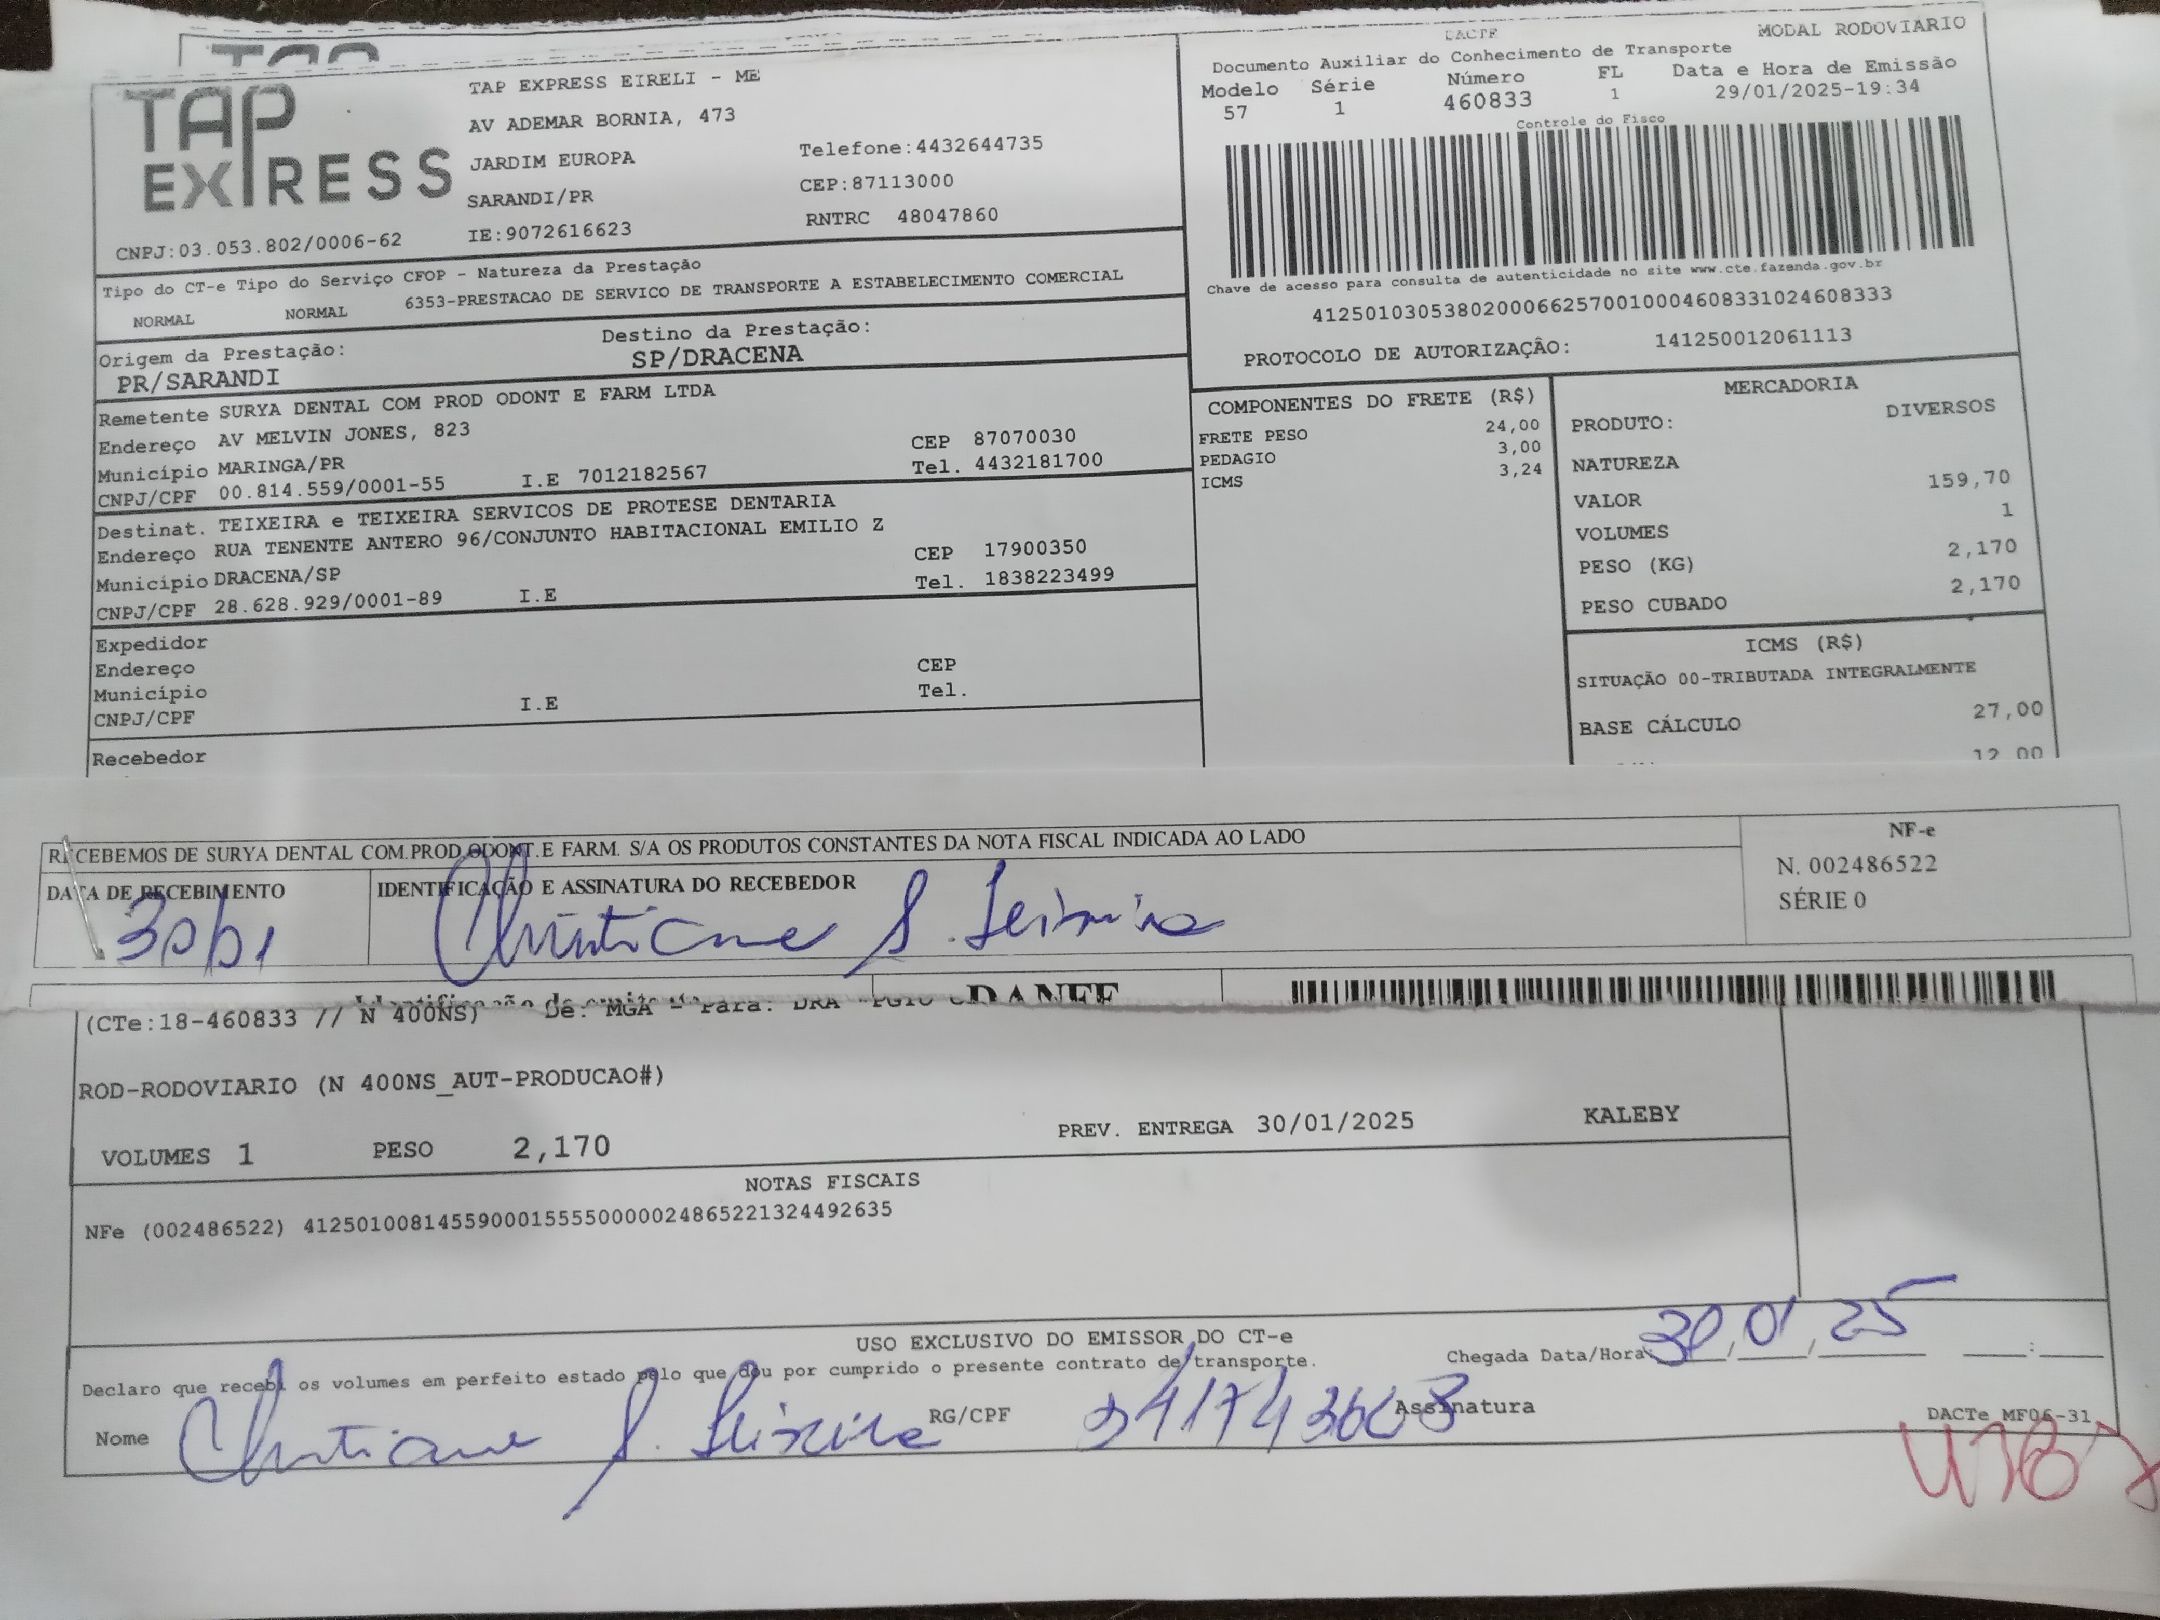 TAP EXPRESS
TAP EXPRESS EIRELI - ME
AV ADEMAR BORNIA, 473
JARDIM EUROPA
Telefone:4432644735
SARANDI/PR
CEP:87113000
CNPJ:03.053.802/0006-62
IE:9072616623
RNTRC 48047860
DACTE
MODAL RODOVIARIO
Documento Auxiliar do Conhecimento de Transporte
Modelo Série Número FL Data e Hora de Emissão
57 1 460833 1 29/01/2025-19:34
Controle do Fisco
Chave de acesso para consulta de autenticidade no site www.cte.fazenda.gov.br
41250103053802000662570010004608331024608333
PROTOCOLO DE AUTORIZAÇÃO: 141250012061113
Tipo do CT-e Tipo do Serviço CFOP - Natureza da Prestação
NORMAL NORMAL 6353-PRESTACAO DE SERVICO DE TRANSPORTE A ESTABELECIMENTO COMERCIAL
Origem da Prestação: Destino da Prestação:
PR/SARANDI SP/DRACENA
Remetente SURYA DENTAL COM PROD ODONT E FARM LTDA
Endereço AV MELVIN JONES, 823 CEP 87070030
Município MARINGA/PR Tel. 4432181700
CNPJ/CPF 00.814.559/0001-55 I.E 7012182567
Destinat. TEIXEIRA e TEIXEIRA SERVICOS DE PROTESE DENTARIA
Endereço RUA TENENTE ANTERO 96/CONJUNTO HABITACIONAL EMILIO Z CEP 17900350
Município DRACENA/SP Tel. 1838223499
CNPJ/CPF 28.628.929/0001-89 I.E
Expedidor
Endereço CEP
Município Tel.
CNPJ/CPF I.E
Recebedor
COMPONENTES DO FRETE (R$)
FRETE PESO 24,00
PEDAGIO 3,00
ICMS 3,24
MERCADORIA
PRODUTO: DIVERSOS
NATUREZA
VALOR 159,70
VOLUMES 1
PESO (KG) 2,170
PESO CUBADO 2,170
ICMS (R$)
SITUAÇÃO 00-TRIBUTADA INTEGRALMENTE
BASE CÁLCULO 27,00
12,00
RECEBEMOS DE SURYA DENTAL COM.PROD.ODONT.E FARM. S/A OS PRODUTOS CONSTANTES DA NOTA FISCAL INDICADA AO LADO
DATA DE RECEBIMENTO IDENTIFICAÇÃO E ASSINATURA DO RECEBEDOR
30/01 Christiane S. Teixeira
NF-e
N. 002486522
SÉRIE 0
DANFE
(CTe:18-460833 // N 400NS) De: MGA - Para: DRA
ROD-RODOVIARIO (N 400NS_AUT-PRODUCAO#)
VOLUMES 1 PESO 2,170 PREV. ENTREGA 30/01/2025 KALEBY
NOTAS FISCAIS
NFe (002486522) 41250100814559000155550000024865221324492635
USO EXCLUSIVO DO EMISSOR DO CT-e
Declaro que recebi os volumes em perfeito estado pelo que dou por cumprido o presente contrato de transporte.
Chegada Data/Hora 30/01/25 :
Nome Christiane S. Teixeira RG/CPF Assinatura
DACTe MF06-31